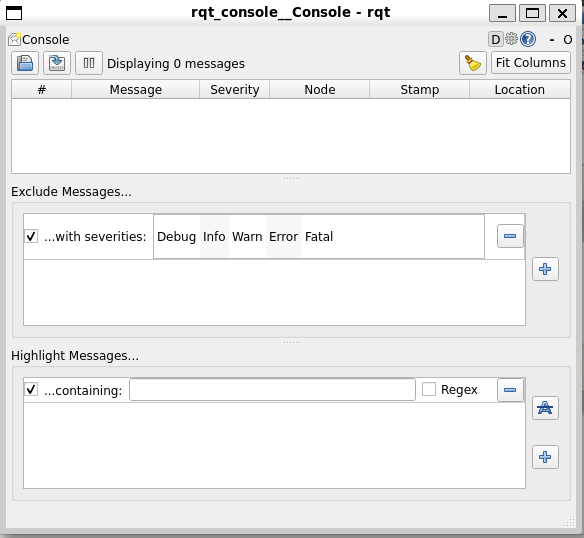 rqt_console__Console - rqt
Console D ? - O
Displaying 0 messages Fit Columns
# Message Severity Node Stamp Location
Exclude Messages...
...with severities: Debug Info Warn Error Fatal
Highlight Messages...
...containing: Regex
A